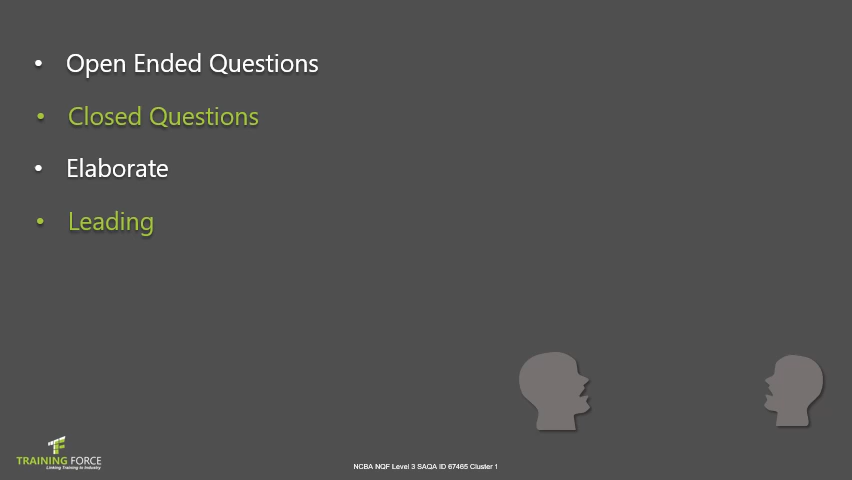 • Open Ended Questions
• Closed Questions
• Elaborate
• Leading
TRAINING FORCE
Linking Training to Industry
NCBA NQF Level 3 SAQA ID 67465 Cluster 1